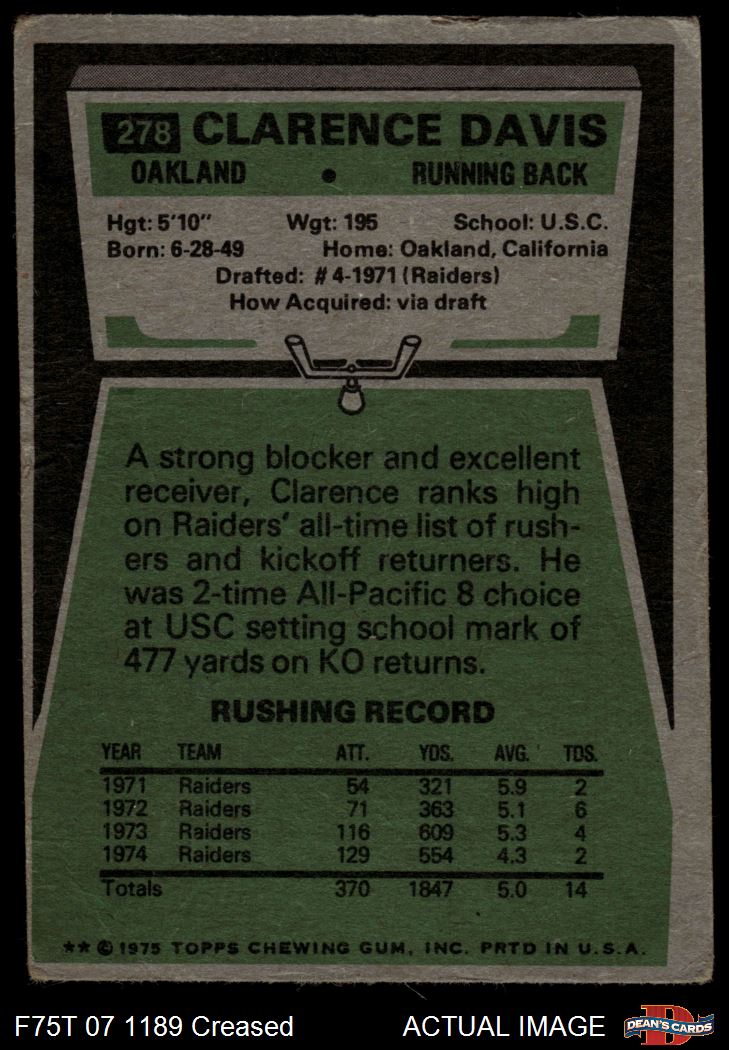 278 CLARENCE DAVIS
OAKLAND • RUNNING BACK
Hgt: 5'10" Wgt: 195 School: U.S.C.
Born: 6-28-49 Home: Oakland, California
Drafted: #4-1971 (Raiders)
How Acquired: via draft
A strong blocker and excellent
receiver, Clarence ranks high
on Raiders' all-time list of rush-
ers and kickoff returners. He
was 2-time All-Pacific 8 choice
at USC setting school mark of
477 yards on KO returns.
RUSHING RECORD
YEAR TEAM ATT. YDS. AVG. TDS.
1971 Raiders 54 321 5.9 2
1972 Raiders 71 363 5.1 6
1973 Raiders 116 609 5.3 4
1974 Raiders 129 554 4.3 2
Totals 370 1847 5.0 14
** © 1975 TOPPS CHEWING GUM, INC. PRTD IN U.S.A.
F75T 07 1189 Creased ACTUAL IMAGE D DEAN'S CARDS